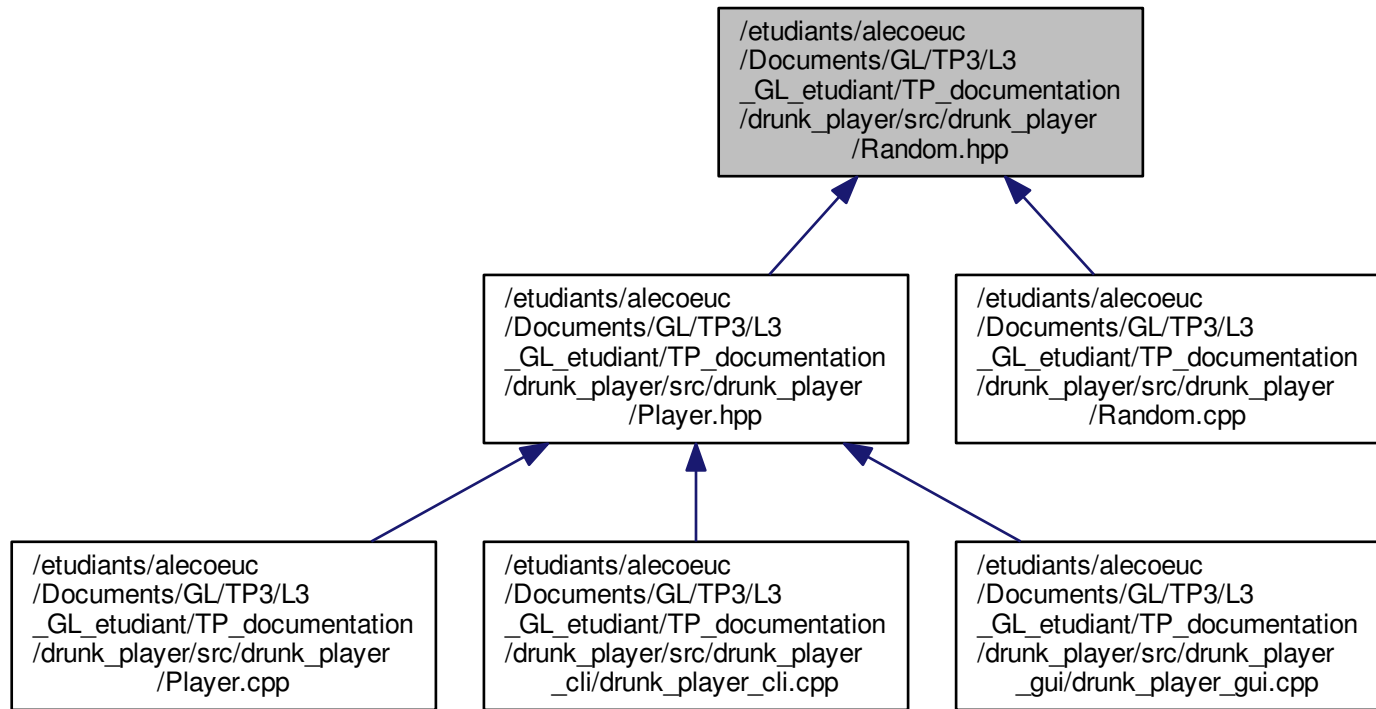 /etudiants/alecoeuc
/Documents/GL/TP3/L3
_GL_etudiant/TP_documentation
/drunk_player/src/drunk_player
/Random.hpp
/etudiants/alecoeuc
/Documents/GL/TP3/L3
_GL_etudiant/TP_documentation
/drunk_player/src/drunk_player
/Player.hpp
/etudiants/alecoeuc
/Documents/GL/TP3/L3
_GL_etudiant/TP_documentation
/drunk_player/src/drunk_player
/Random.cpp
/etudiants/alecoeuc
/Documents/GL/TP3/L3
_GL_etudiant/TP_documentation
/drunk_player/src/drunk_player
/Player.cpp
/etudiants/alecoeuc
/Documents/GL/TP3/L3
_GL_etudiant/TP_documentation
/drunk_player/src/drunk_player
_cli/drunk_player_cli.cpp
/etudiants/alecoeuc
/Documents/GL/TP3/L3
_GL_etudiant/TP_documentation
/drunk_player/src/drunk_player
_gui/drunk_player_gui.cpp